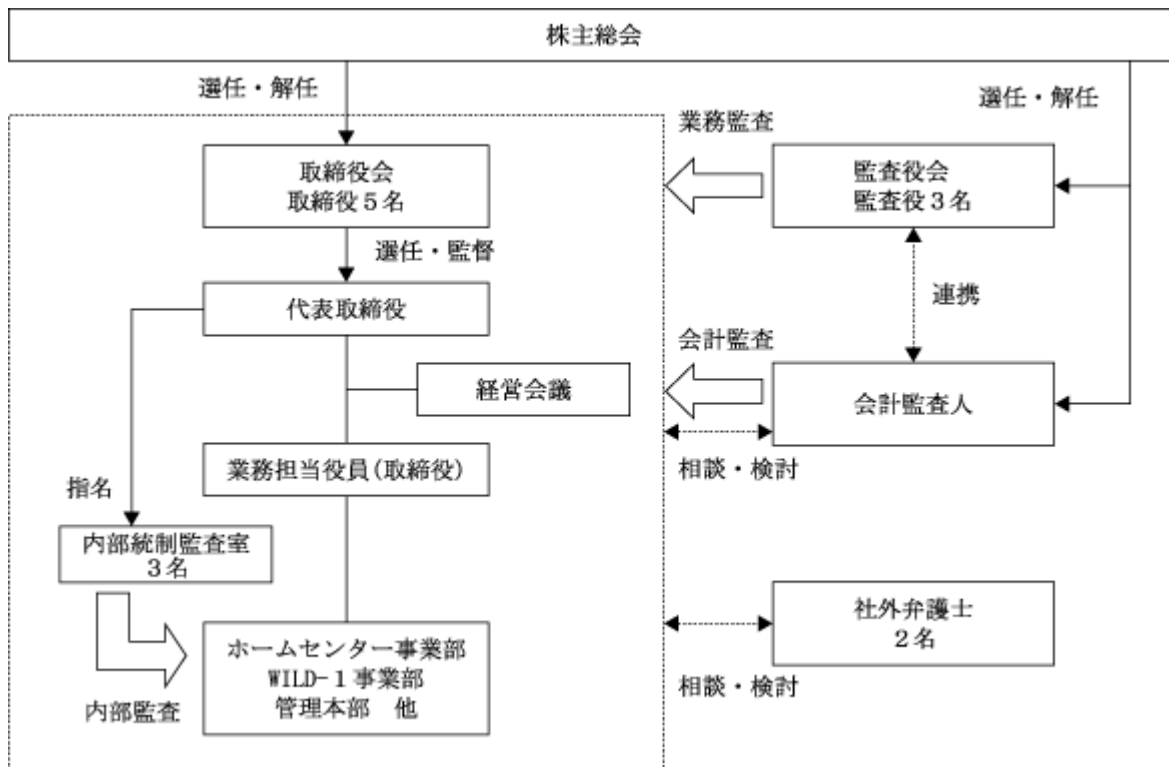 株主総会
選任・解任
選任・解任
業務監査
取締役会
取締役5名
監査役会
監査役3名
選任・監督
連携
代表取締役
会計監査
経営会議
会計監査人
業務担当役員(取締役)
相談・検討
指名
内部統制監査室
3名
社外弁護士
2名
ホームセンター事業部
WILD-1事業部
管理本部 他
相談・検討
内部監査